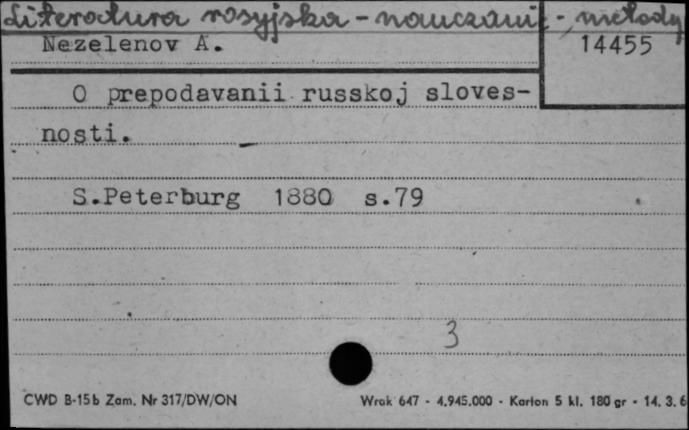 Literatura rosyjska - nauczanie - metody
Nezelenov A.
14455
O prepodavanii russkoj sloves-
nosti.
S.Peterburg 1880 s.79
3
CWD B-15b Zam. Nr 317/DW/ON
Wrak 647 - 4.945.000 - Karton 5 kl. 180 gr - 14. 3. 6